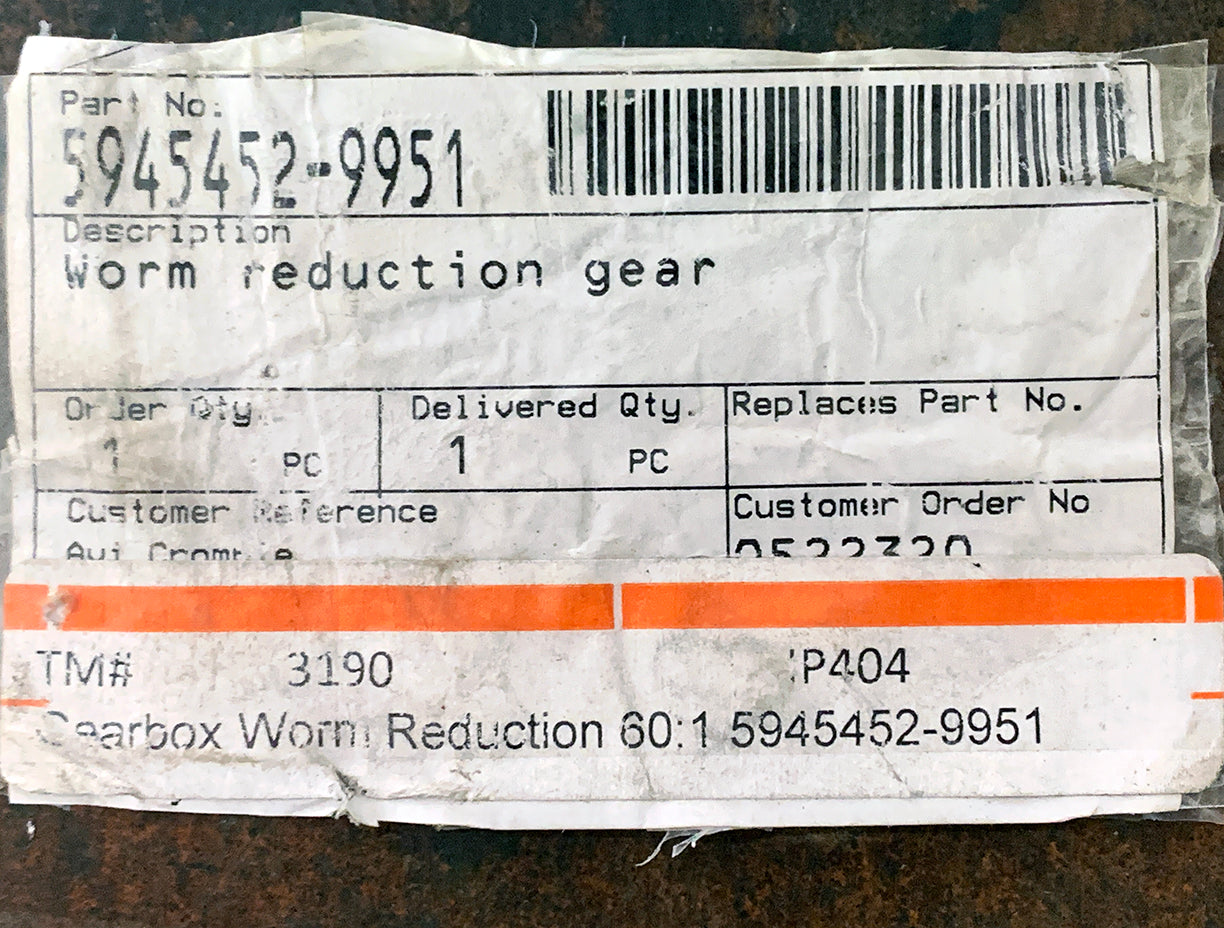 Part No:
5945452-9951
Description
Worm reduction gear
Order Qty. Delivered Qty. Replaces Part No.
1 PC 1 PC
Customer Reference Customer Order No
TM# 3190 P404
Gearbox Worm Reduction 60:1 5945452-9951